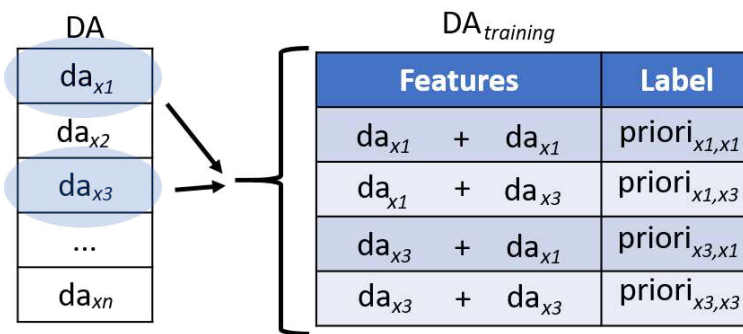 DA
da_x1
da_x2
da_x3
...
da_xn
DA_training
Features Label
da_x1 + da_x1 priori_x1,x1
da_x1 + da_x3 priori_x1,x3
da_x3 + da_x1 priori_x3,x1
da_x3 + da_x3 priori_x3,x3